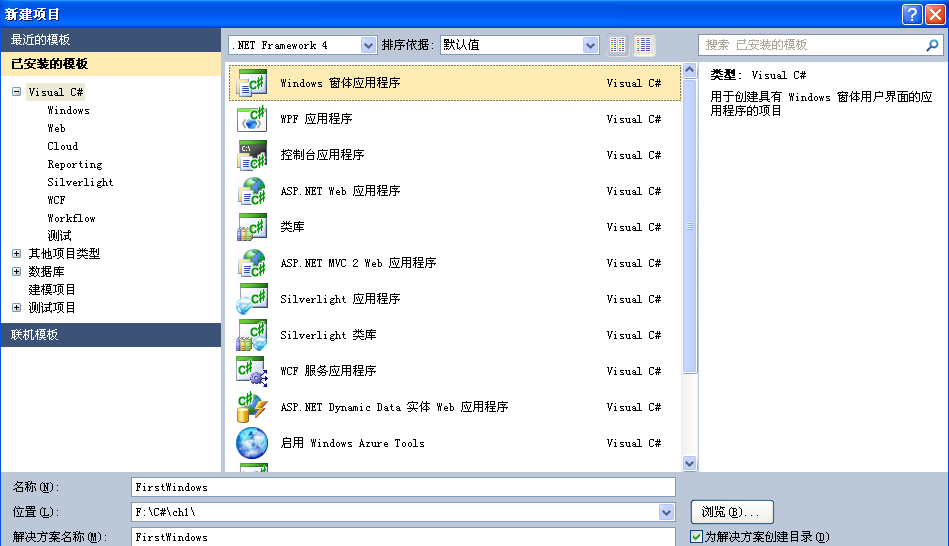 新建项目
最近的模板
已安装的模板
Visual C#
Windows
Web
Cloud
Reporting
Silverlight
WCF
Workflow
测试
其他项目类型
数据库
建模项目
测试项目
联机模板
.NET Framework 4 排序依据: 默认值
Windows 窗体应用程序 Visual C#
WPF 应用程序 Visual C#
控制台应用程序 Visual C#
ASP.NET Web 应用程序 Visual C#
类库 Visual C#
ASP.NET MVC 2 Web 应用程序 Visual C#
Silverlight 应用程序 Visual C#
Silverlight 类库 Visual C#
WCF 服务应用程序 Visual C#
ASP.NET Dynamic Data 实体 Web 应用程序 Visual C#
启用 Windows Azure Tools Visual C#
搜索 已安装的模板
类型: Visual C#
用于创建具有 Windows 窗体用户界面的应
用程序的项目
名称(N): FirstWindows
位置(L): F:\C#\ch1\ 浏览(B)...
解决方案名称(M): FirstWindows 为解决方案创建目录(D)